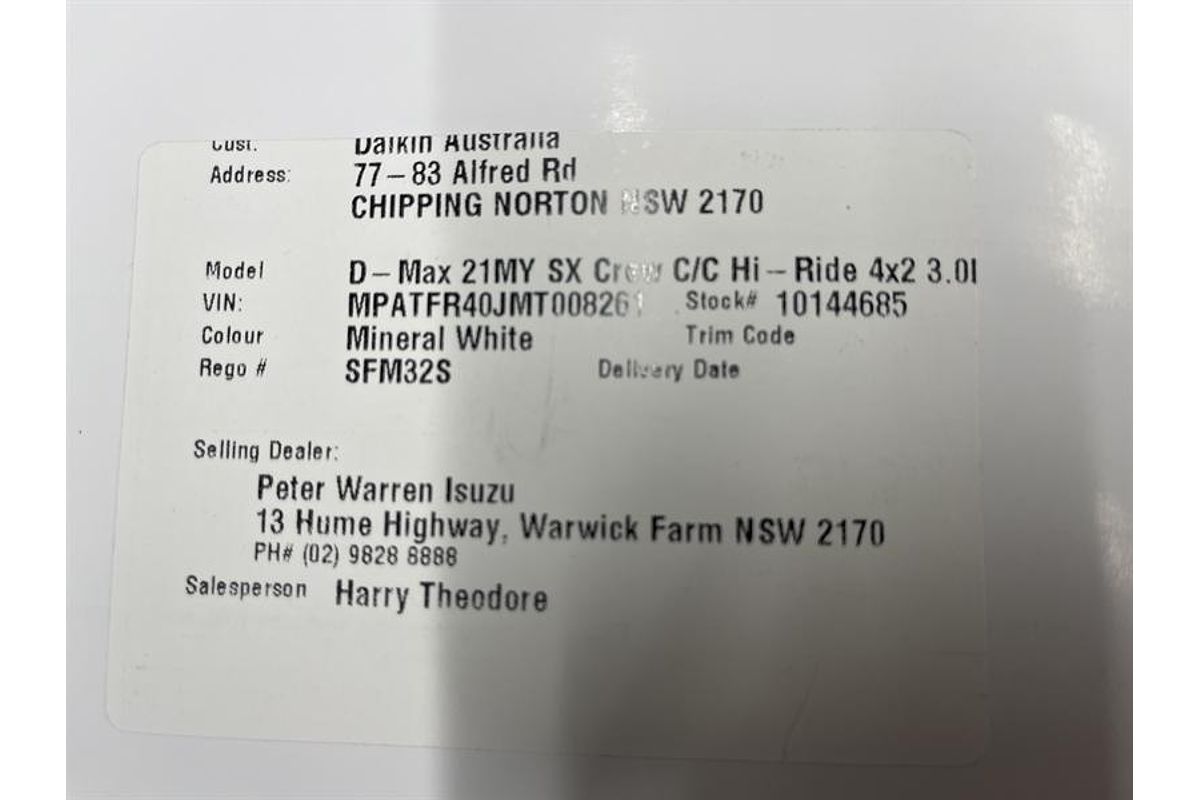 Cust. Daikin Australia
Address: 77-83 Alfred Rd
CHIPPING NORTON NSW 2170
Model D-Max 21MY SX Crew C/C Hi-Ride 4x2 3.0l
VIN: MPATFR40JMT008261 Stock# 10144685
Colour Mineral White Trim Code
Rego # SFM32S Delivery Date
Selling Dealer:
Peter Warren Isuzu
13 Hume Highway, Warwick Farm NSW 2170
PH# (02) 9828 8888
Salesperson Harry Theodore